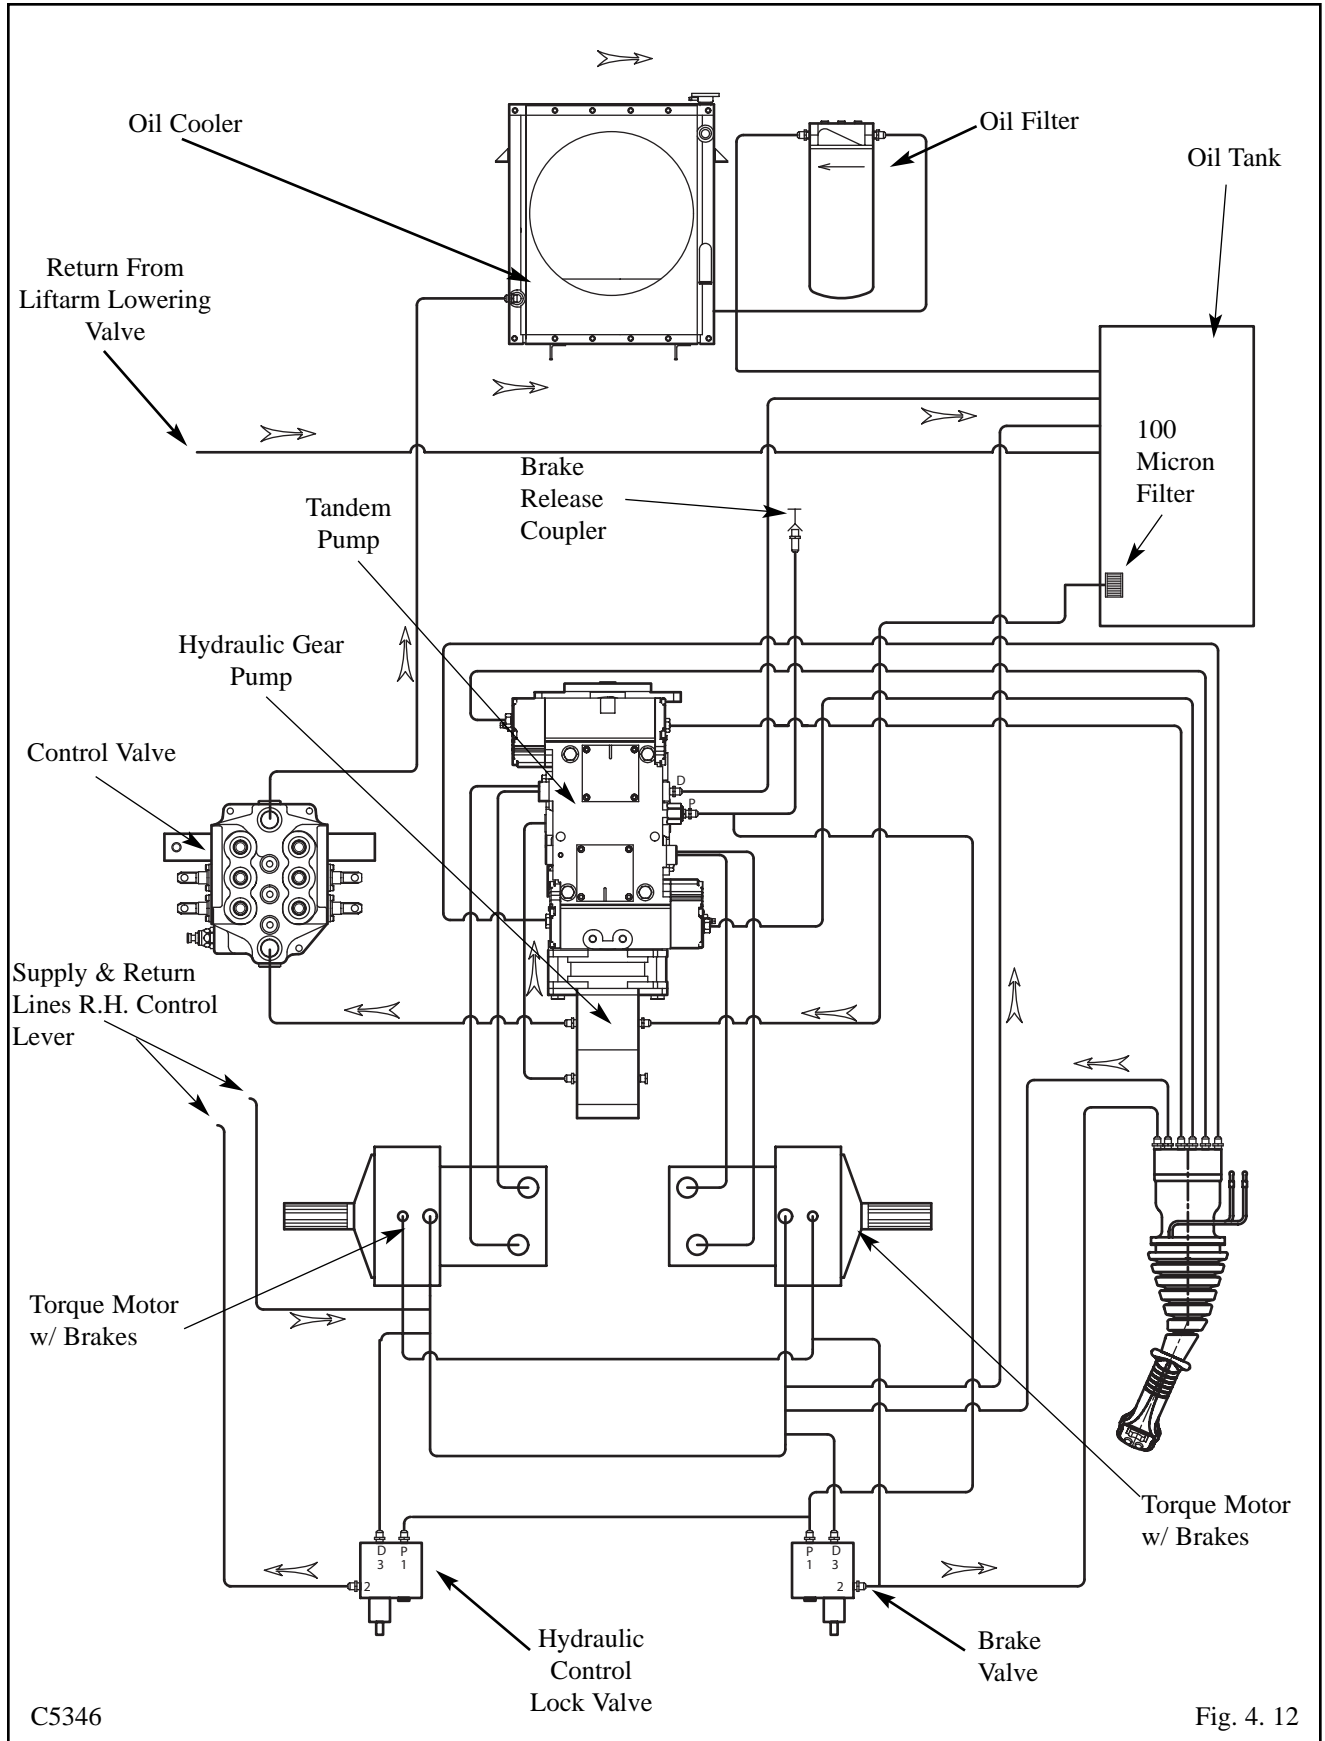 Oil Cooler
Oil Filter
Oil Tank
Return From
Liftarm Lowering
Valve
100
Micron
Filter
Brake
Release
Coupler
Tandem
Pump
Hydraulic Gear
Pump
Control Valve
D
P
Supply & Return
Lines R.H. Control
Lever
Torque Motor
w/ Brakes
Torque Motor
w/ Brakes
D P
3 1
2
P D
1 3
2
Hydraulic
Control
Lock Valve
Brake
Valve
C5346
Fig. 4. 12